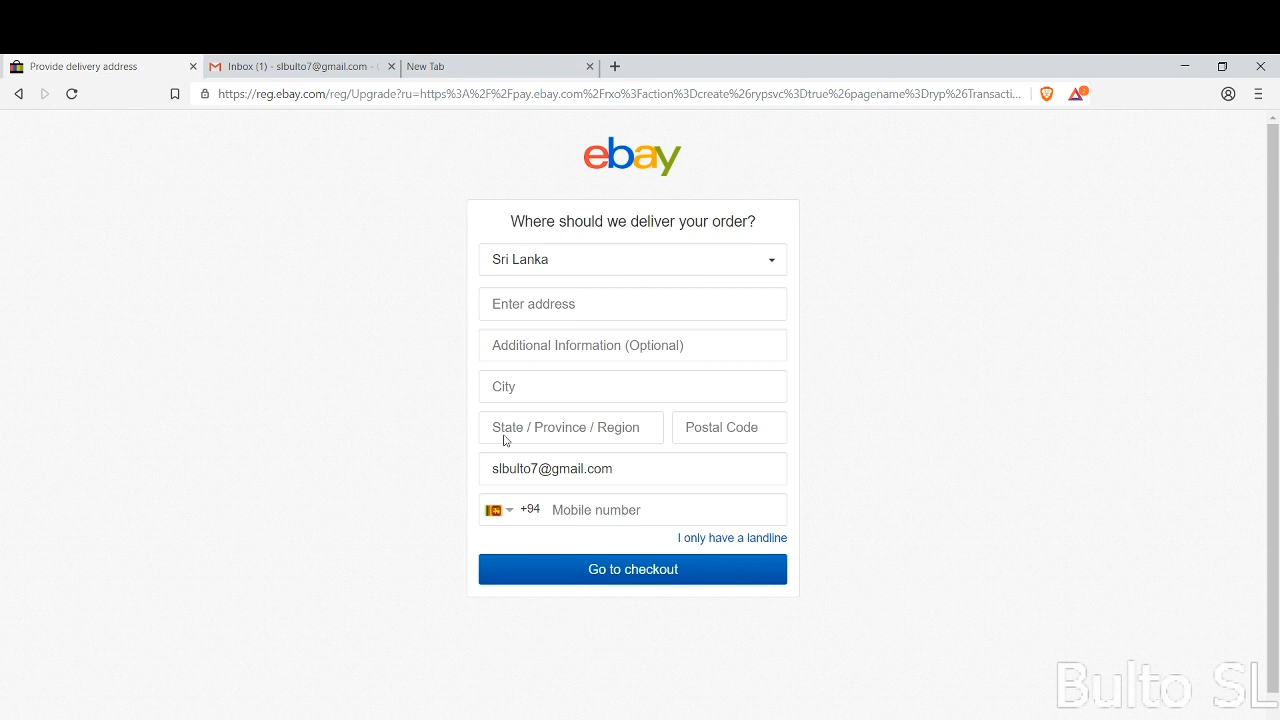 Provide delivery address
Inbox (1) - slbulto7@gmail.com -
New Tab
https://reg.ebay.com/reg/Upgrade?ru=https%3A%2F%2Fpay.ebay.com%2Frxo%3Faction%3Dcreate%26rypsvc%3Dtrue%26pagename%3Dryp%26Transacti...
2
ebay
Where should we deliver your order?
Sri Lanka
Enter address
Additional Information (Optional)
City
State / Province / Region
Postal Code
slbulto7@gmail.com
+94
Mobile number
I only have a landline
Go to checkout
Bulto SL